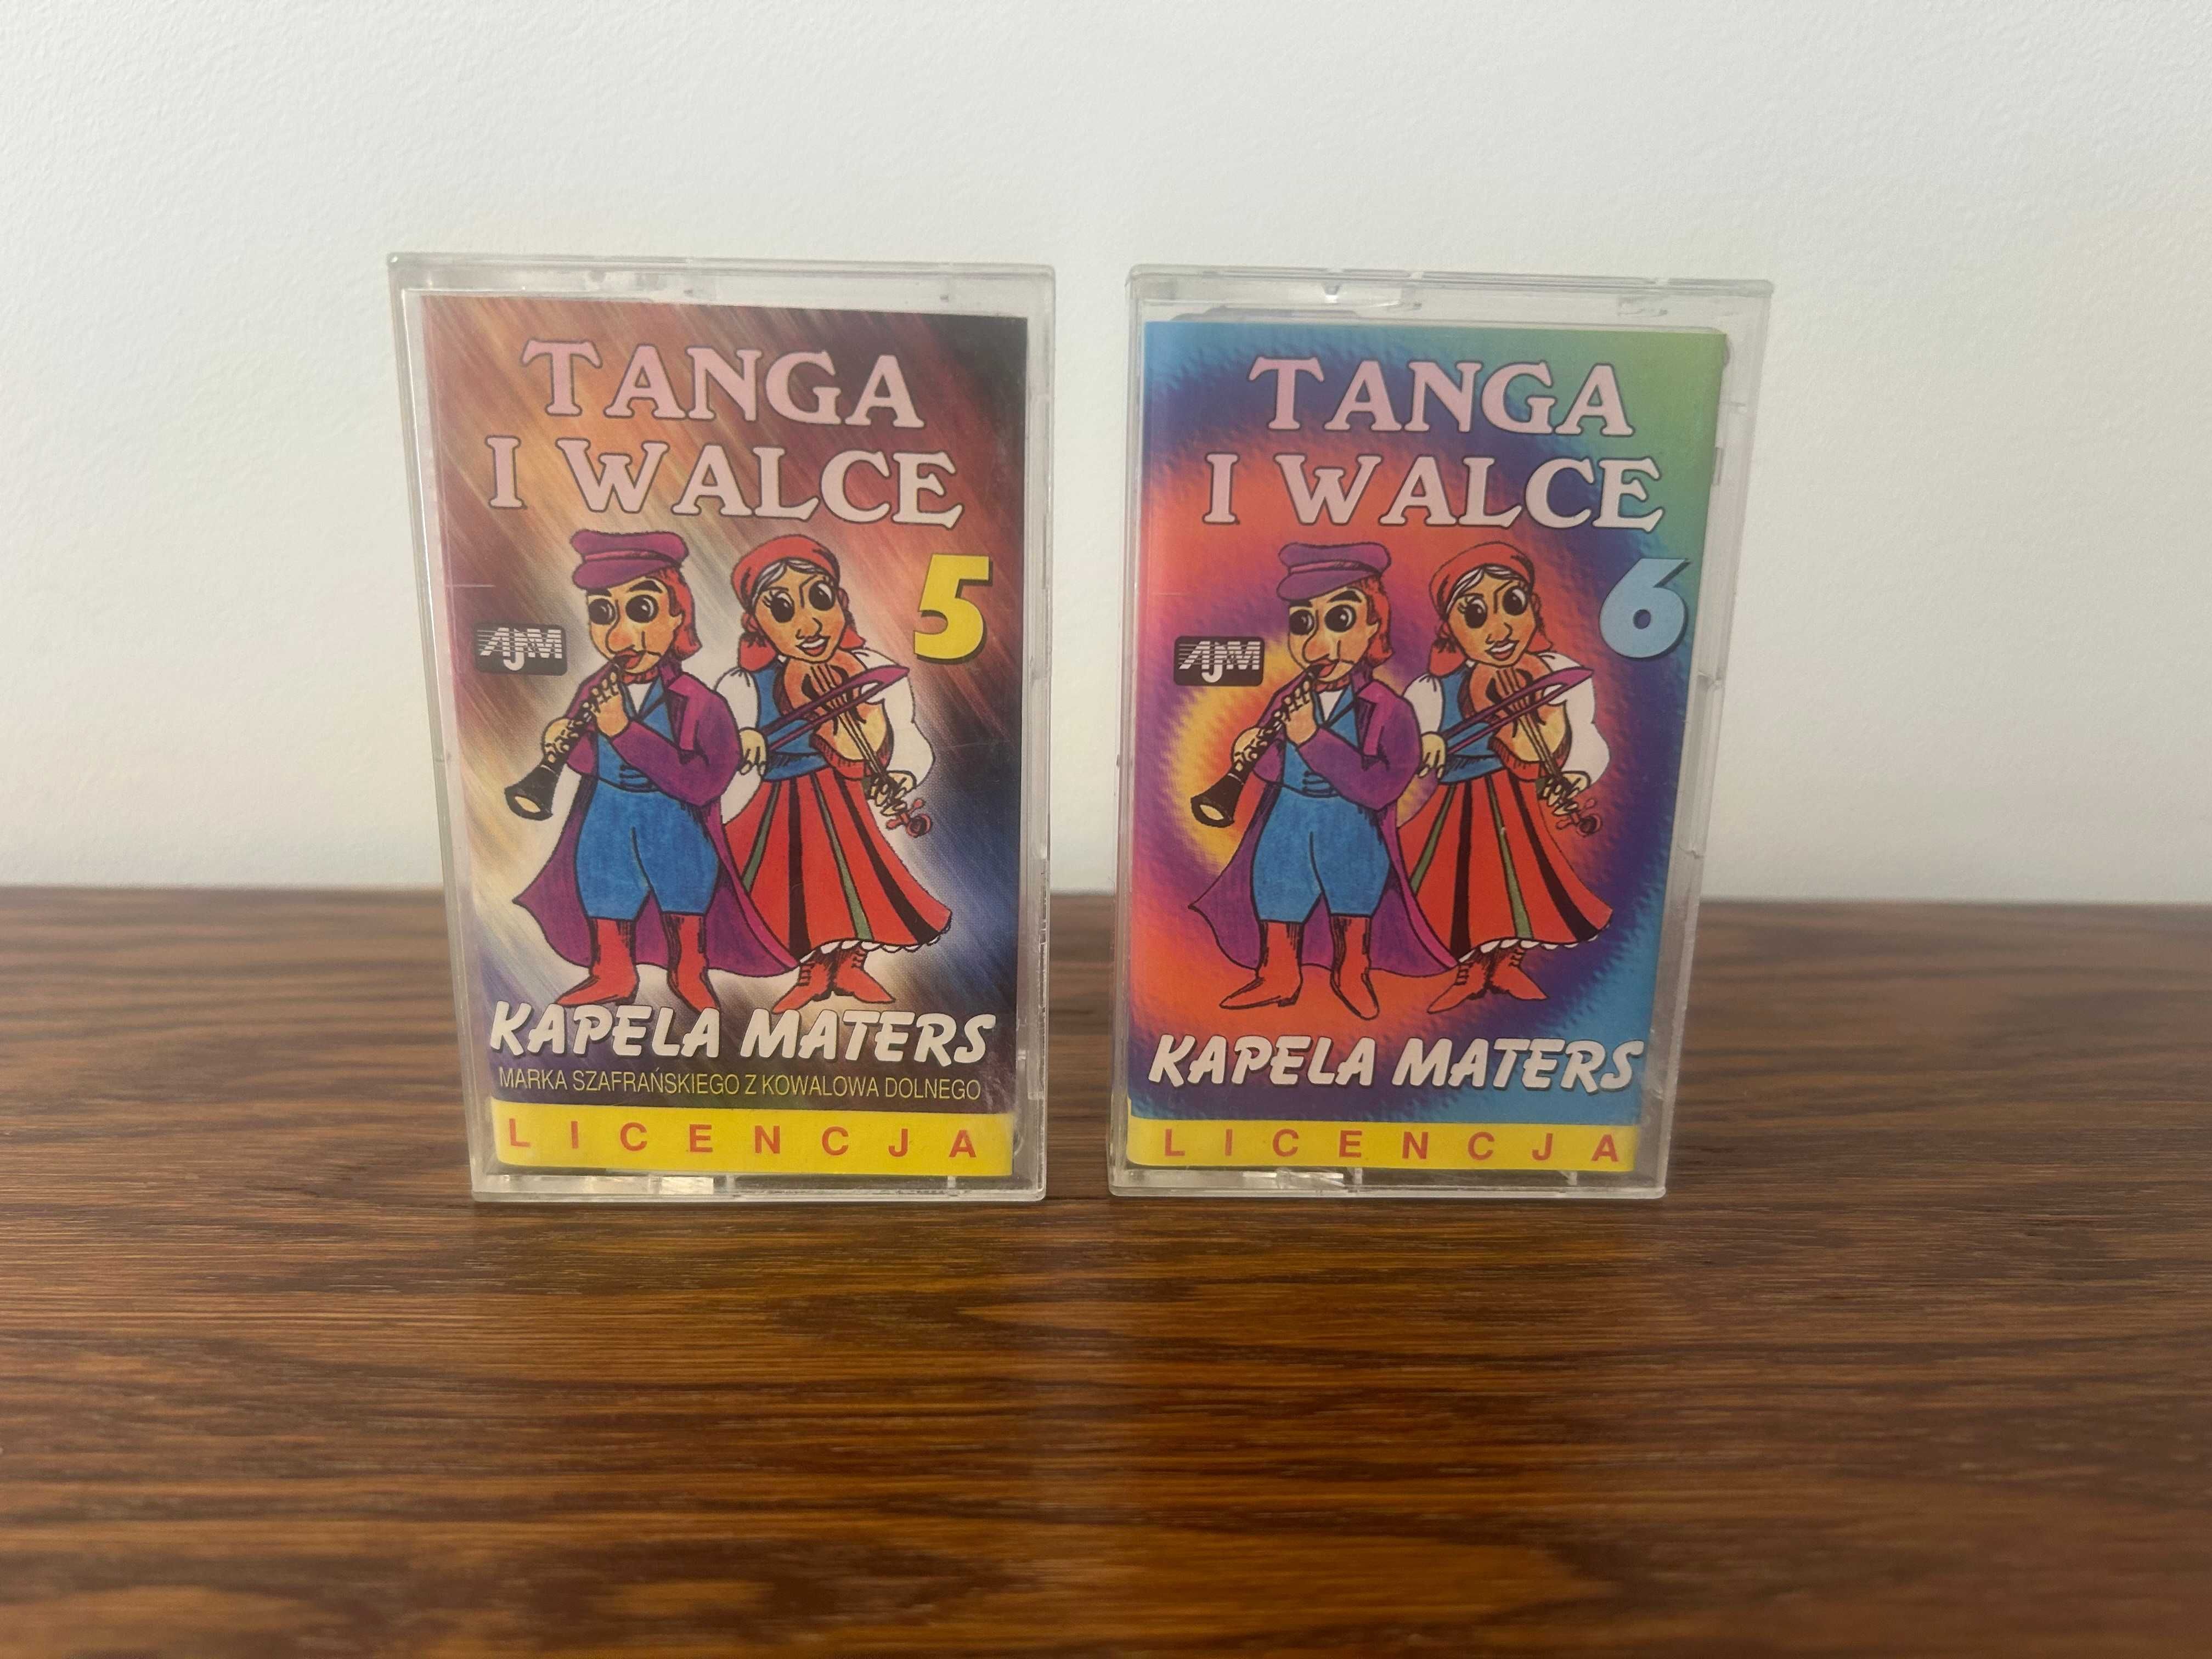 TANGA
I WALCE
5
AJM
KAPELA MATERS
MARKA SZAFRAŃSKIEGO Z KOWALOWA DOLNEGO
LICENCJA
TANGA
I WALCE
6
AJM
KAPELA MATERS
LICENCJA